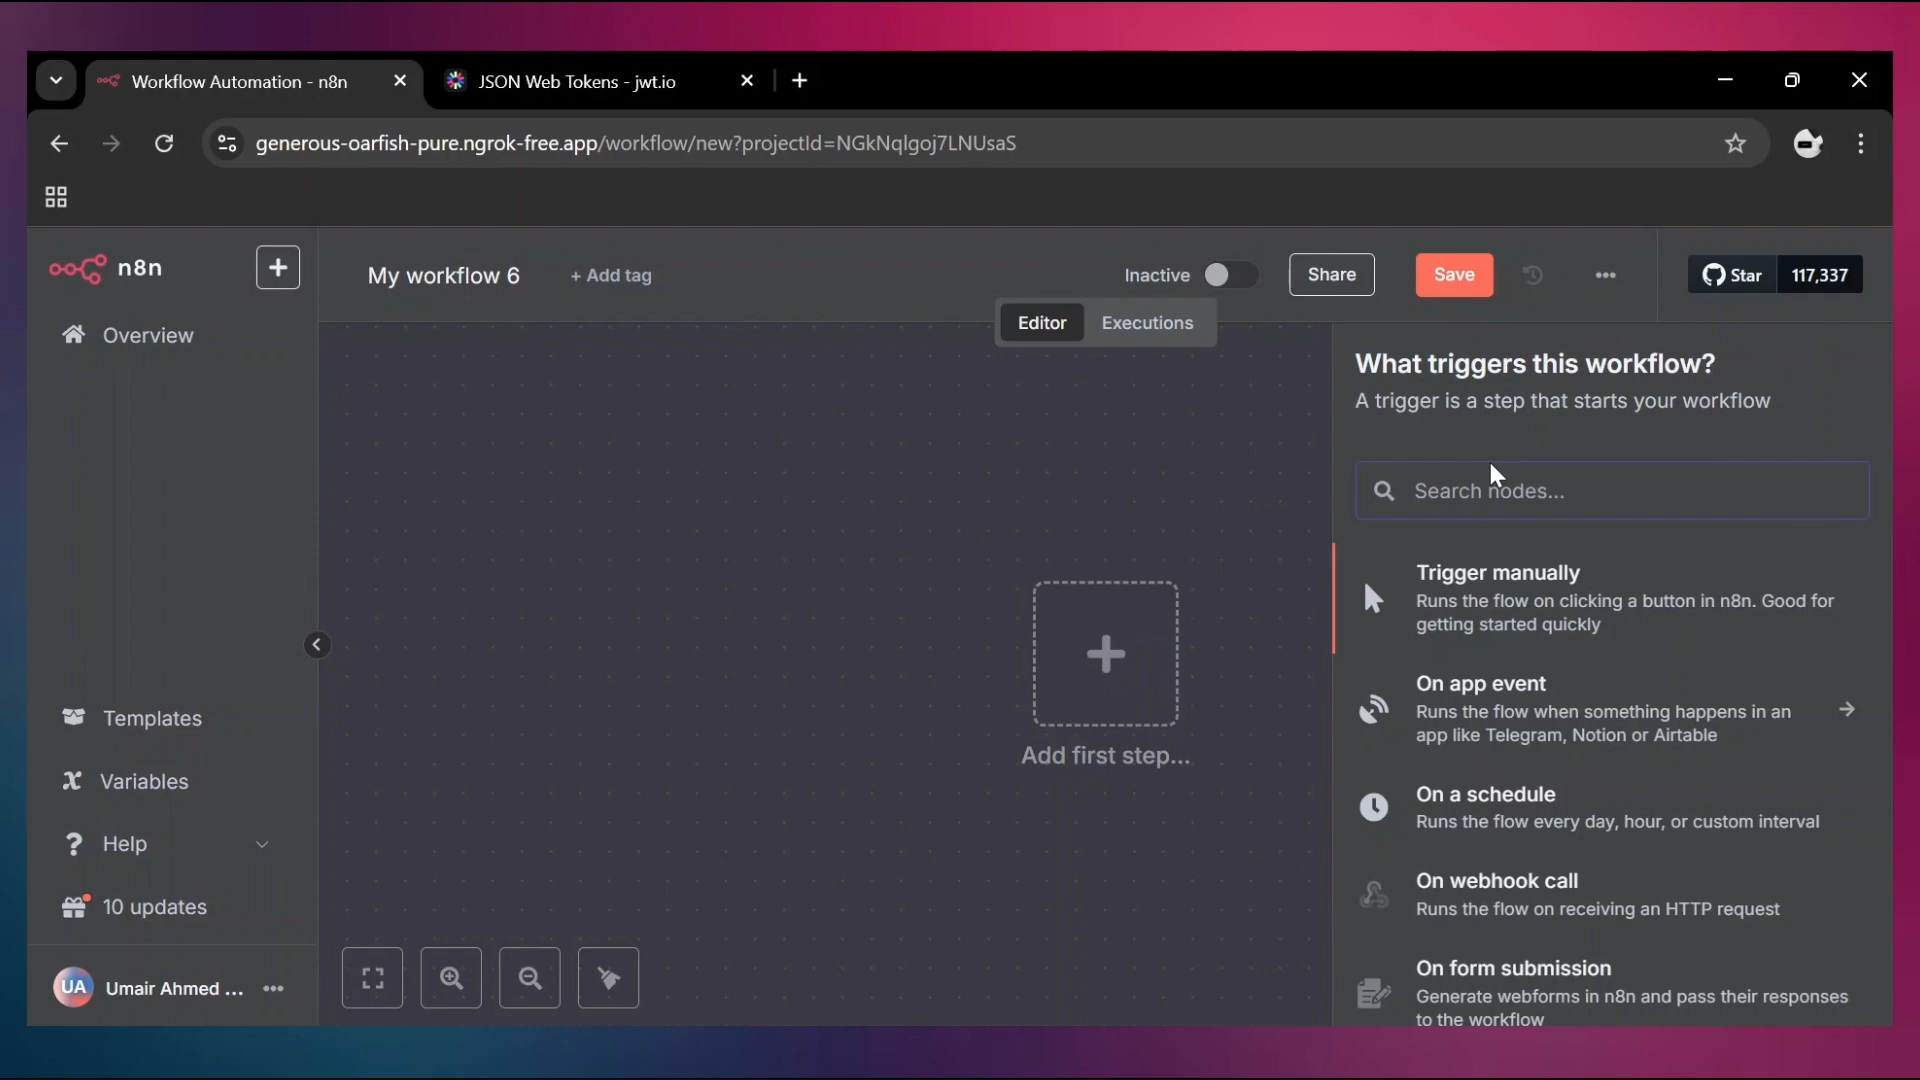 Workflow Automation - n8n
JSON Web Tokens - jwt.io
generous-oarfish-pure.ngrok-free.app/workflow/new?projectId=NGkNqlgoj7LNUsaS
n8n
Overview
Templates
Variables
Help
10 updates
UA
Umair Ahmed ...
My workflow 6
+ Add tag
Inactive
Share
Save
Star
117,337
Editor
Executions
Add first step...
What triggers this workflow?
A trigger is a step that starts your workflow
Search nodes...
Trigger manually
Runs the flow on clicking a button in n8n. Good for
getting started quickly
On app event
Runs the flow when something happens in an
app like Telegram, Notion or Airtable
On a schedule
Runs the flow every day, hour, or custom interval
On webhook call
Runs the flow on receiving an HTTP request
On form submission
Generate webforms in n8n and pass their responses
to the workflow